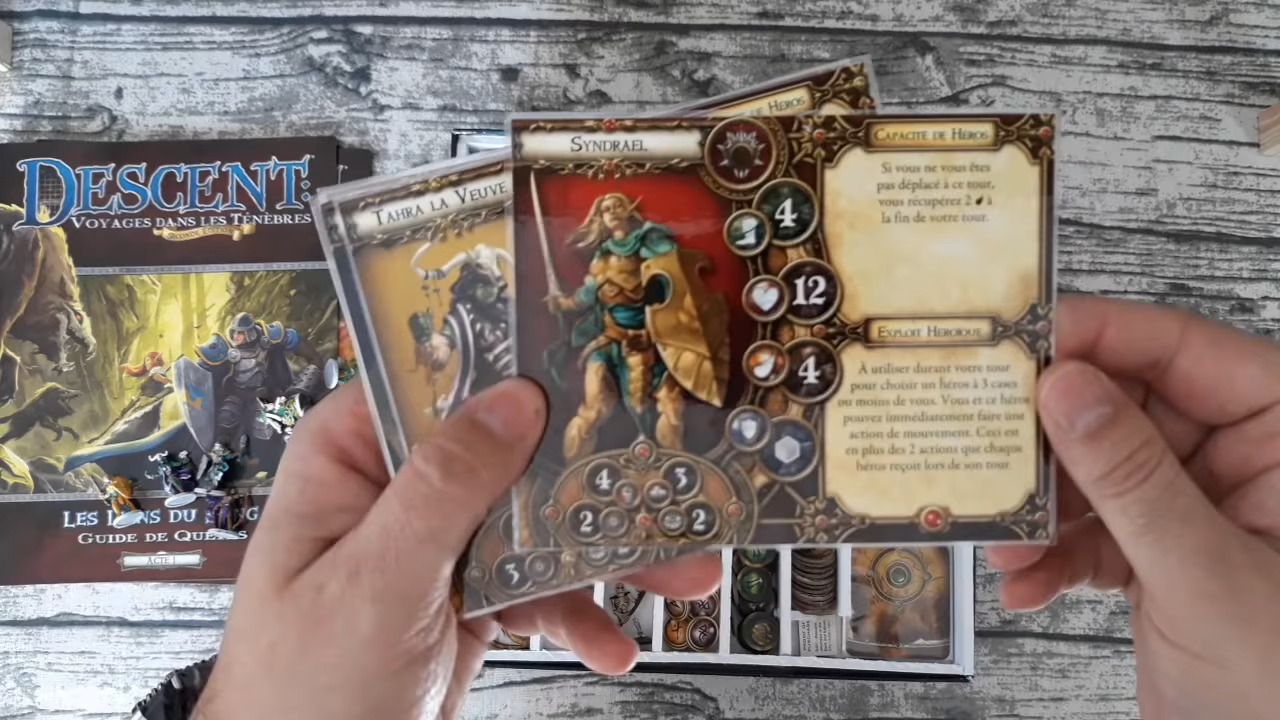 DESCENT:
VOYAGES DANS LES TÉNÈBRES
SECONDE ÉDITION
LES
DU
GUIDE DE
ACTE I
TAHRA LA VEUVE
HÉROS
SYNDRAEL
4
12
4
4
3
2
2
3
CAPACITÉ DE HÉROS
Si vous ne vous êtes
pas déplacé à ce tour,
vous récupérez 2 à
la fin de votre tour.
EXPLOIT HÉROÏQUE
À utiliser durant votre tour
pour choisir un héros à 3 cases
ou moins de vous. Vous et ce héros
pouvez immédiatement faire une
action de mouvement. Ceci est
en plus des 2 actions que chaque
héros reçoit lors de son tour.